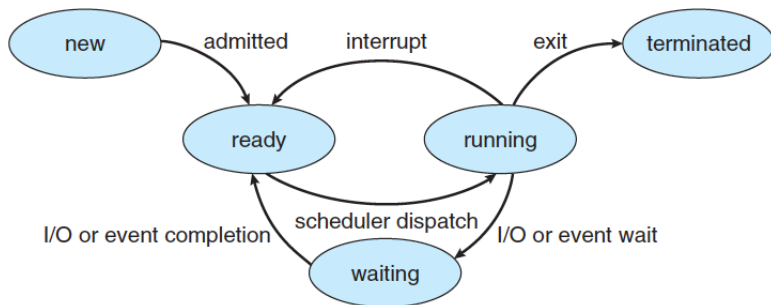 new
admitted
interrupt
exit
terminated
ready
running
scheduler dispatch
I/O or event completion
I/O or event wait
waiting